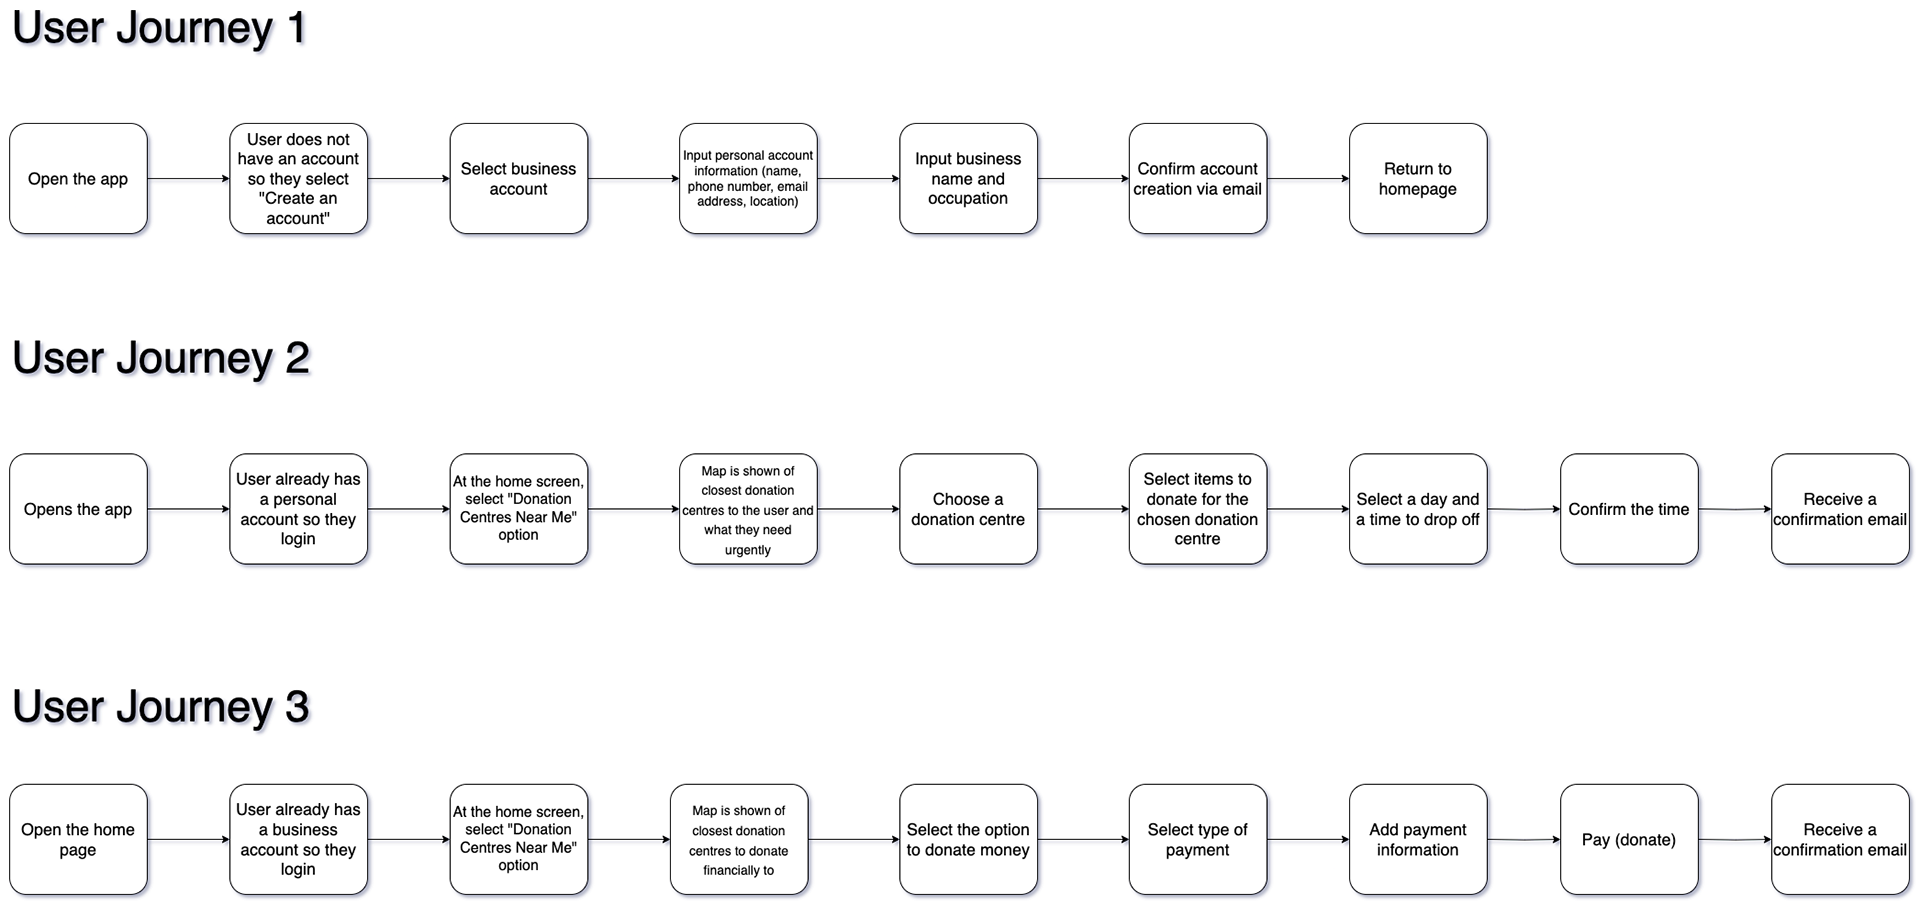 User Journey 1
Open the app
User does not
have an account
so they select
"Create an
account"
Select business
account
Input personal account
information (name,
phone number, email
address, location)
Input business
name and
occupation
Confirm account
creation via email
Return to
homepage
User Journey 2
Opens the app
User already has
a personal
account so they
login
At the home screen,
select "Donation
Centres Near Me"
option
Map is shown of
closest donation
centres to the user and
what they need
urgently
Choose a
donation centre
Select items to
donate for the
chosen donation
centre
Select a day and
a time to drop off
Confirm the time
Receive a
confirmation email
User Journey 3
Open the home
page
User already has
a business
account so they
login
At the home screen,
select "Donation
Centres Near Me"
option
Map is shown of
closest donation
centres to donate
financially to
Select the option
to donate money
Select type of
payment
Add payment
information
Pay (donate)
Receive a
confirmation email